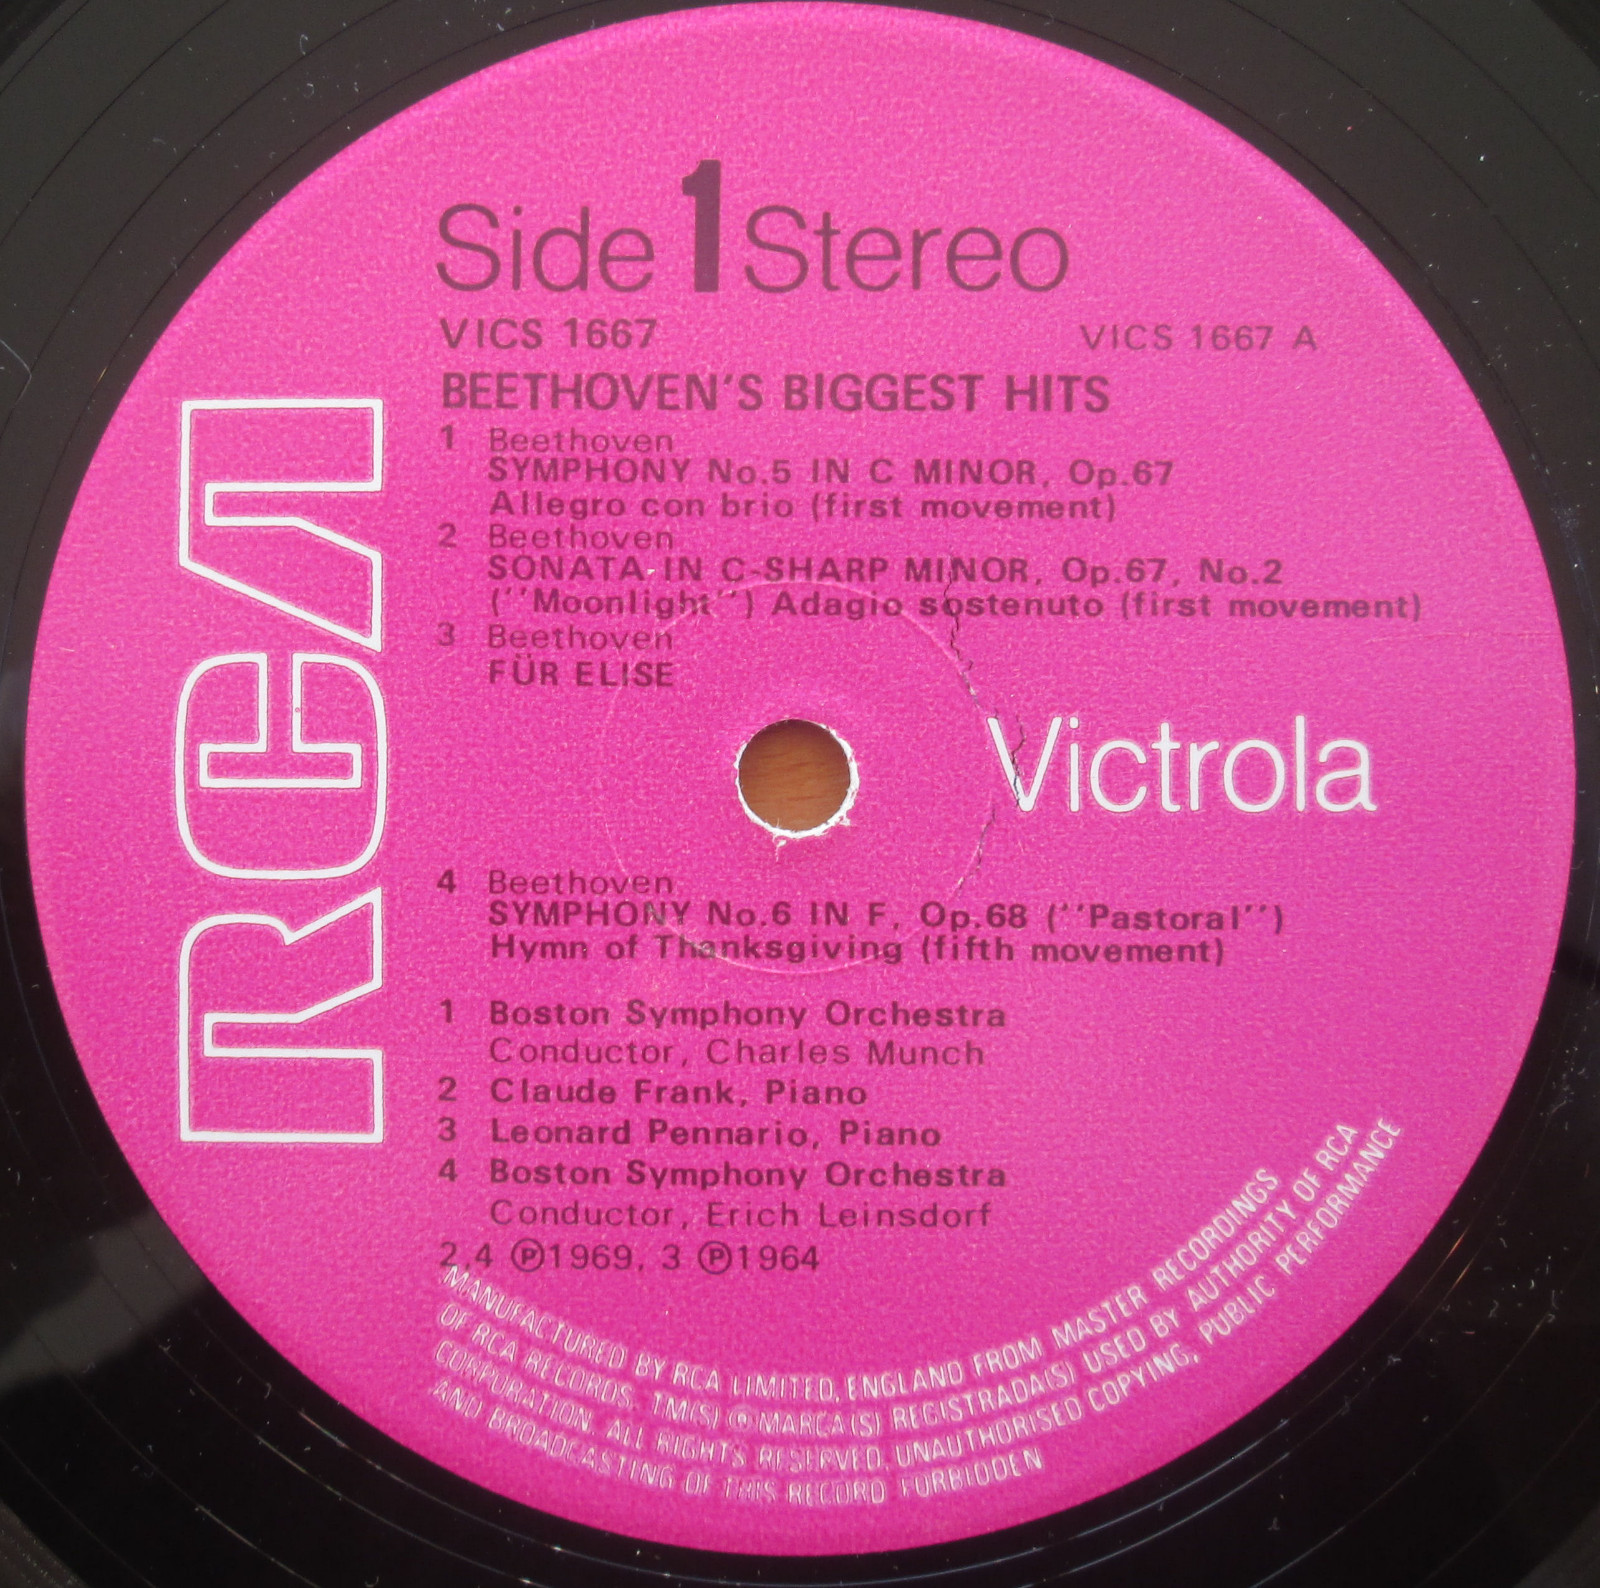 Side 1 Stereo
VICS 1667
VICS 1667 A
BEETHOVEN'S BIGGEST HITS
1 Beethoven
SYMPHONY No.5 IN C MINOR, Op.67
Allegro con brio (first movement)
2 Beethoven
SONATA IN C-SHARP MINOR, Op.67, No.2
(''Moonlight'') Adagio sostenuto (first movement)
3 Beethoven
FÜR ELISE
RCA
Victrola
4 Beethoven
SYMPHONY No.6 IN F, Op.68 (''Pastoral'')
Hymn of Thanksgiving (fifth movement)
1 Boston Symphony Orchestra
Conductor, Charles Munch
2 Claude Frank, Piano
3 Leonard Pennario, Piano
4 Boston Symphony Orchestra
Conductor, Erich Leinsdorf
2,4 ℗1969, 3 ℗1964
MANUFACTURED BY RCA LIMITED, ENGLAND FROM MASTER RECORDINGS
OF RCA RECORDS. TM(S) ® MARCA(S) REGISTRADA(S) USED BY AUTHORITY OF RCA
CORPORATION. ALL RIGHTS RESERVED. UNAUTHORISED COPYING, PUBLIC PERFORMANCE
AND BROADCASTING OF THIS RECORD FORBIDDEN